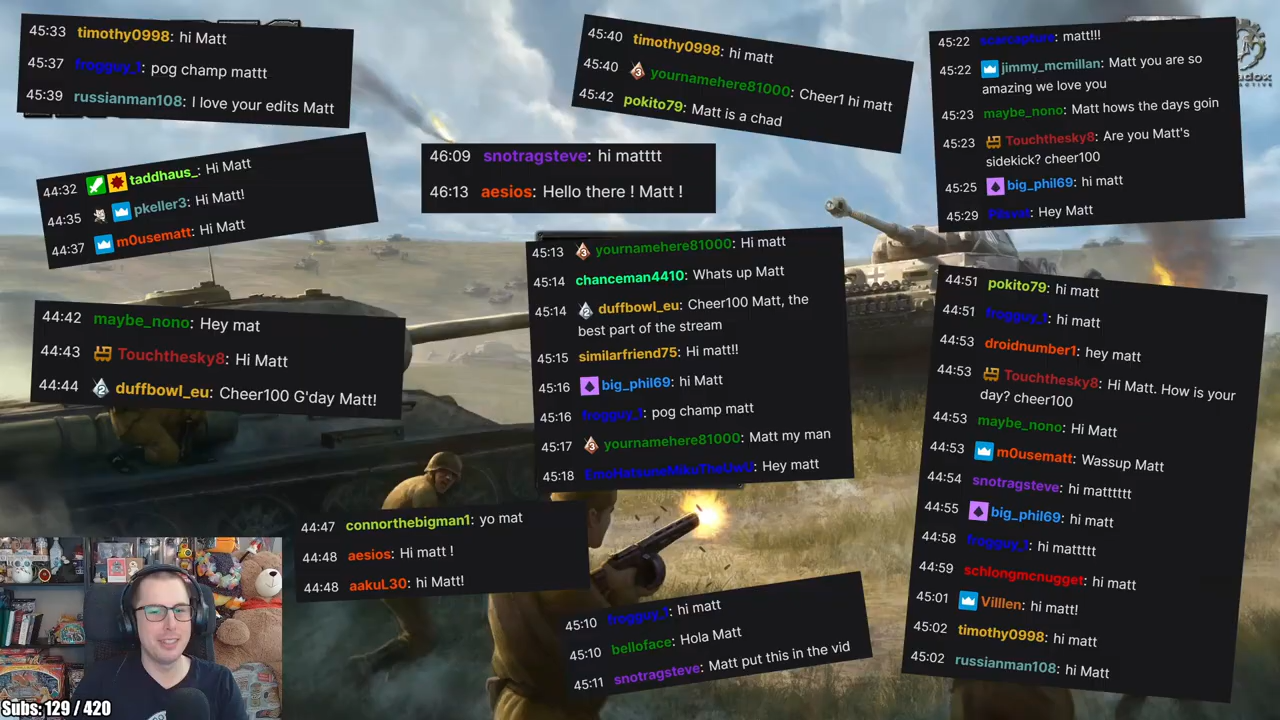 45:33 timothy0998: hi Matt
45:37 frogguy_1: pog champ mattt
45:39 russianman108: I love your edits Matt
45:40 timothy0998: hi matt
45:40 yournamehere81000: Cheer1 hi matt
45:42 pokito79: Matt is a chad
45:22 scarcapture: matt!!!
45:22 jimmy_mcmillan: Matt you are so
amazing we love you
45:23 maybe_nono: Matt hows the days goin
45:23 Touchthesky8: Are you Matt's
sidekick? cheer100
45:25 big_phil69: hi matt
45:29 Pilsval: Hey Matt
44:32 taddhaus_: Hi Matt
44:35 pkeller3: Hi Matt!
44:37 m0usematt: Hi Matt
46:09 snotragsteve: hi matttt
46:13 aesios: Hello there ! Matt !
44:42 maybe_nono: Hey mat
44:43 Touchthesky8: Hi Matt
44:44 duffbowl_eu: Cheer100 G'day Matt!
45:13 yournamehere81000: Hi matt
45:14 chanceman4410: Whats up Matt
45:14 duffbowl_eu: Cheer100 Matt, the
best part of the stream
45:15 similarfriend75: Hi matt!!
45:16 big_phil69: hi Matt
45:16 frogguy_1: pog champ matt
45:17 yournamehere81000: Matt my man
45:18 EmoHatsuneMikuTheUwU: Hey matt
44:51 pokito79: hi matt
44:51 frogguy_1: hi matt
44:53 droidnumber1: hey matt
44:53 Touchthesky8: Hi Matt. How is your
day? cheer100
44:53 maybe_nono: Hi Matt
44:53 m0usematt: Wassup Matt
44:54 snotragsteve: hi mattttt
44:55 big_phil69: hi matt
44:58 frogguy_1: hi mattttt
44:59 schlongmcnugget: hi matt
45:01 Villlen: hi matt!
45:02 timothy0998: hi matt
45:02 russianman108: hi Matt
44:47 connorthebigman1: yo mat
44:48 aesios: Hi matt !
44:48 aakuL30: hi Matt!
45:10 frogguy_1: hi matt
45:10 belloface: Hola Matt
45:11 snotragsteve: Matt put this in the vid
Subs: 129 / 420